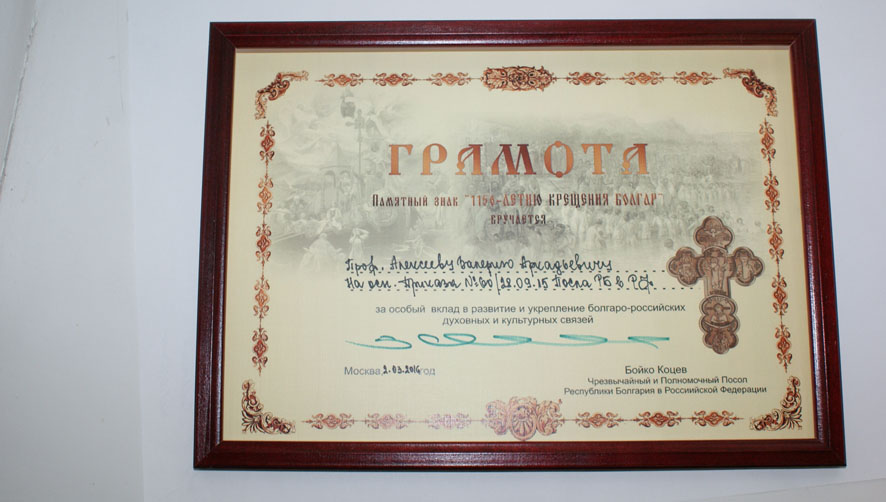 ГРАМОТА
Памятный знак "1150-летию крещения болгар"
вручается
Проф. Алексееву Валерию Аркадьевичу
На осн. Приказа №60/28.09.15 Посла РБ в РФ.
за особый вклад в развитие и укрепление болгаро-российских
духовных и культурных связей
Москва 2.03.2016 год
Бойко Коцев
Чрезвычайный и Полномочный Посол
Республики Болгария в Россиийской Федерации